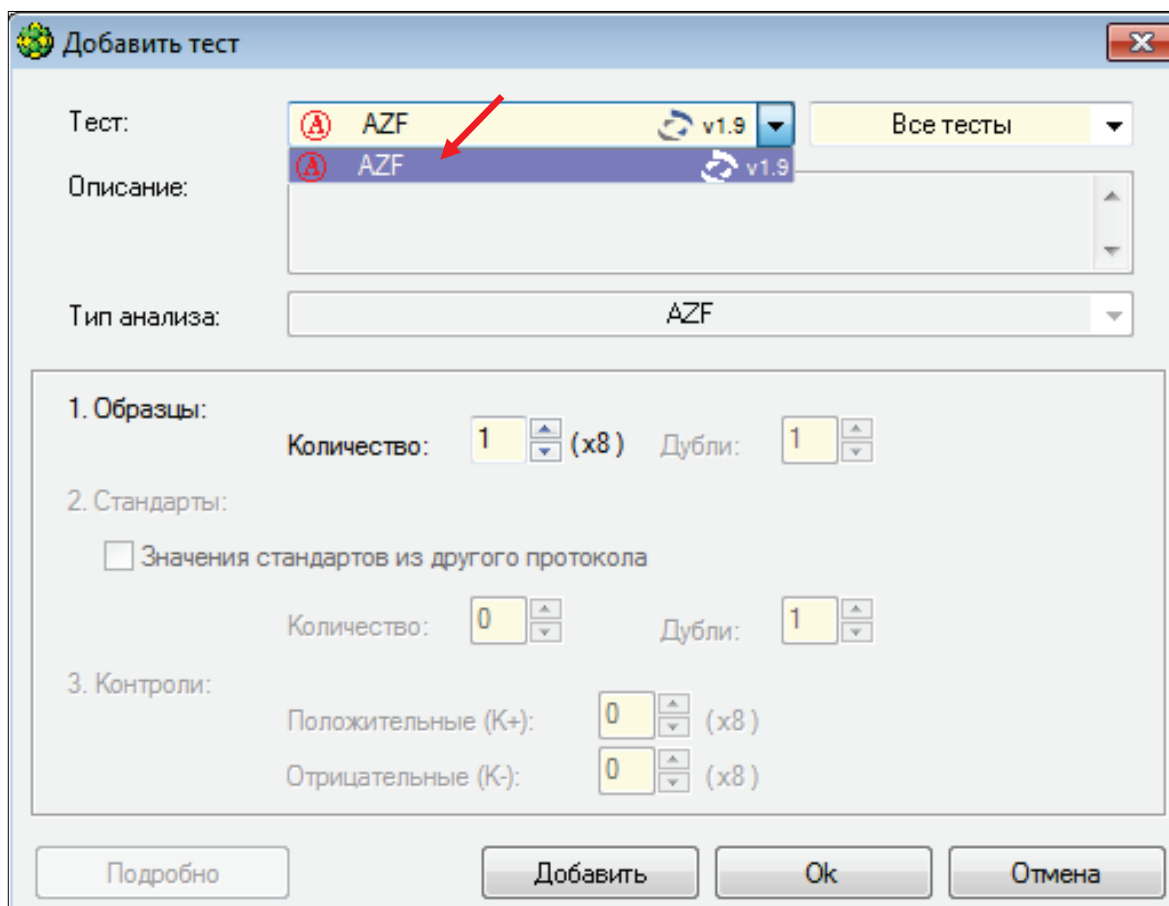 Добавить тест
Тест: Ⓐ AZF v1.9 Все тесты
Ⓐ AZF v1.9
Описание:
Тип анализа: AZF
1. Образцы:
Количество: 1 (x8) Дубли: 1
2. Стандарты:
Значения стандартов из другого протокола
Количество: 0 Дубли: 1
3. Контроли:
Положительные (К+): 0 (x8)
Отрицательные (К-): 0 (x8)
Подробно Добавить Ok Отмена